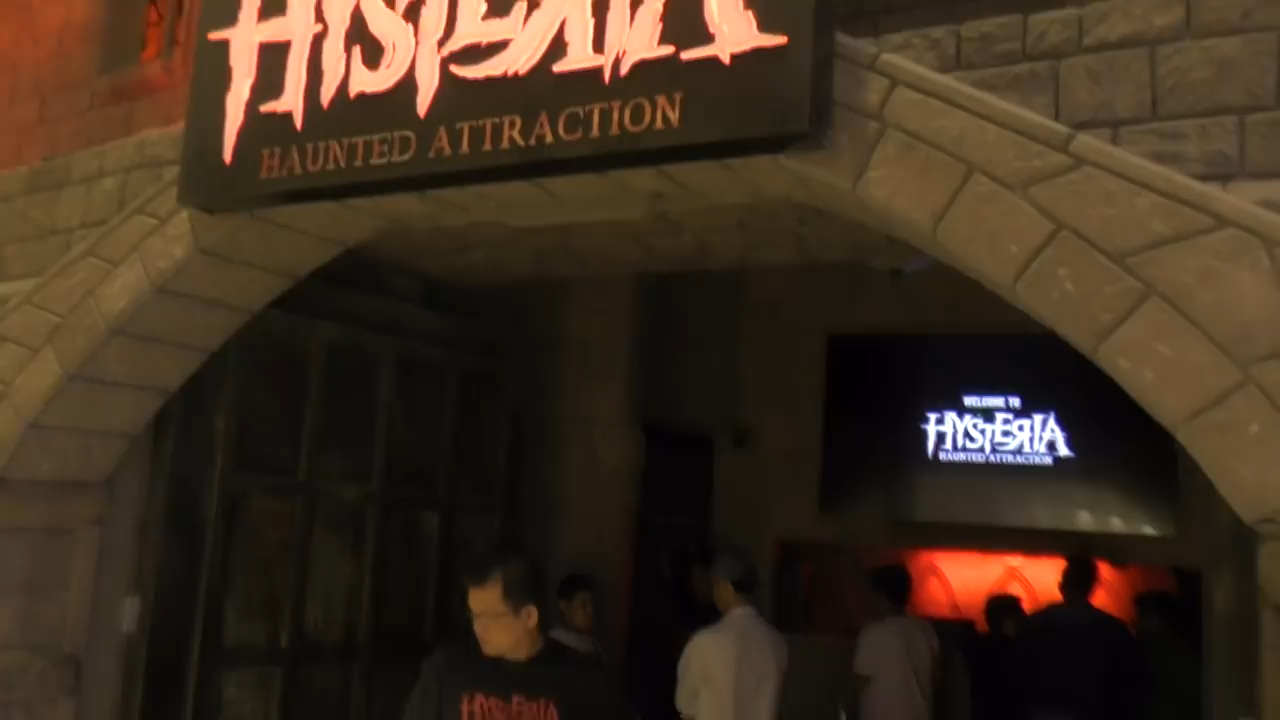 HYSTERIA
HAUNTED ATTRACTION
WELCOME TO
HYSTERIA
HAUNTED ATTRACTION
HYSTERIA